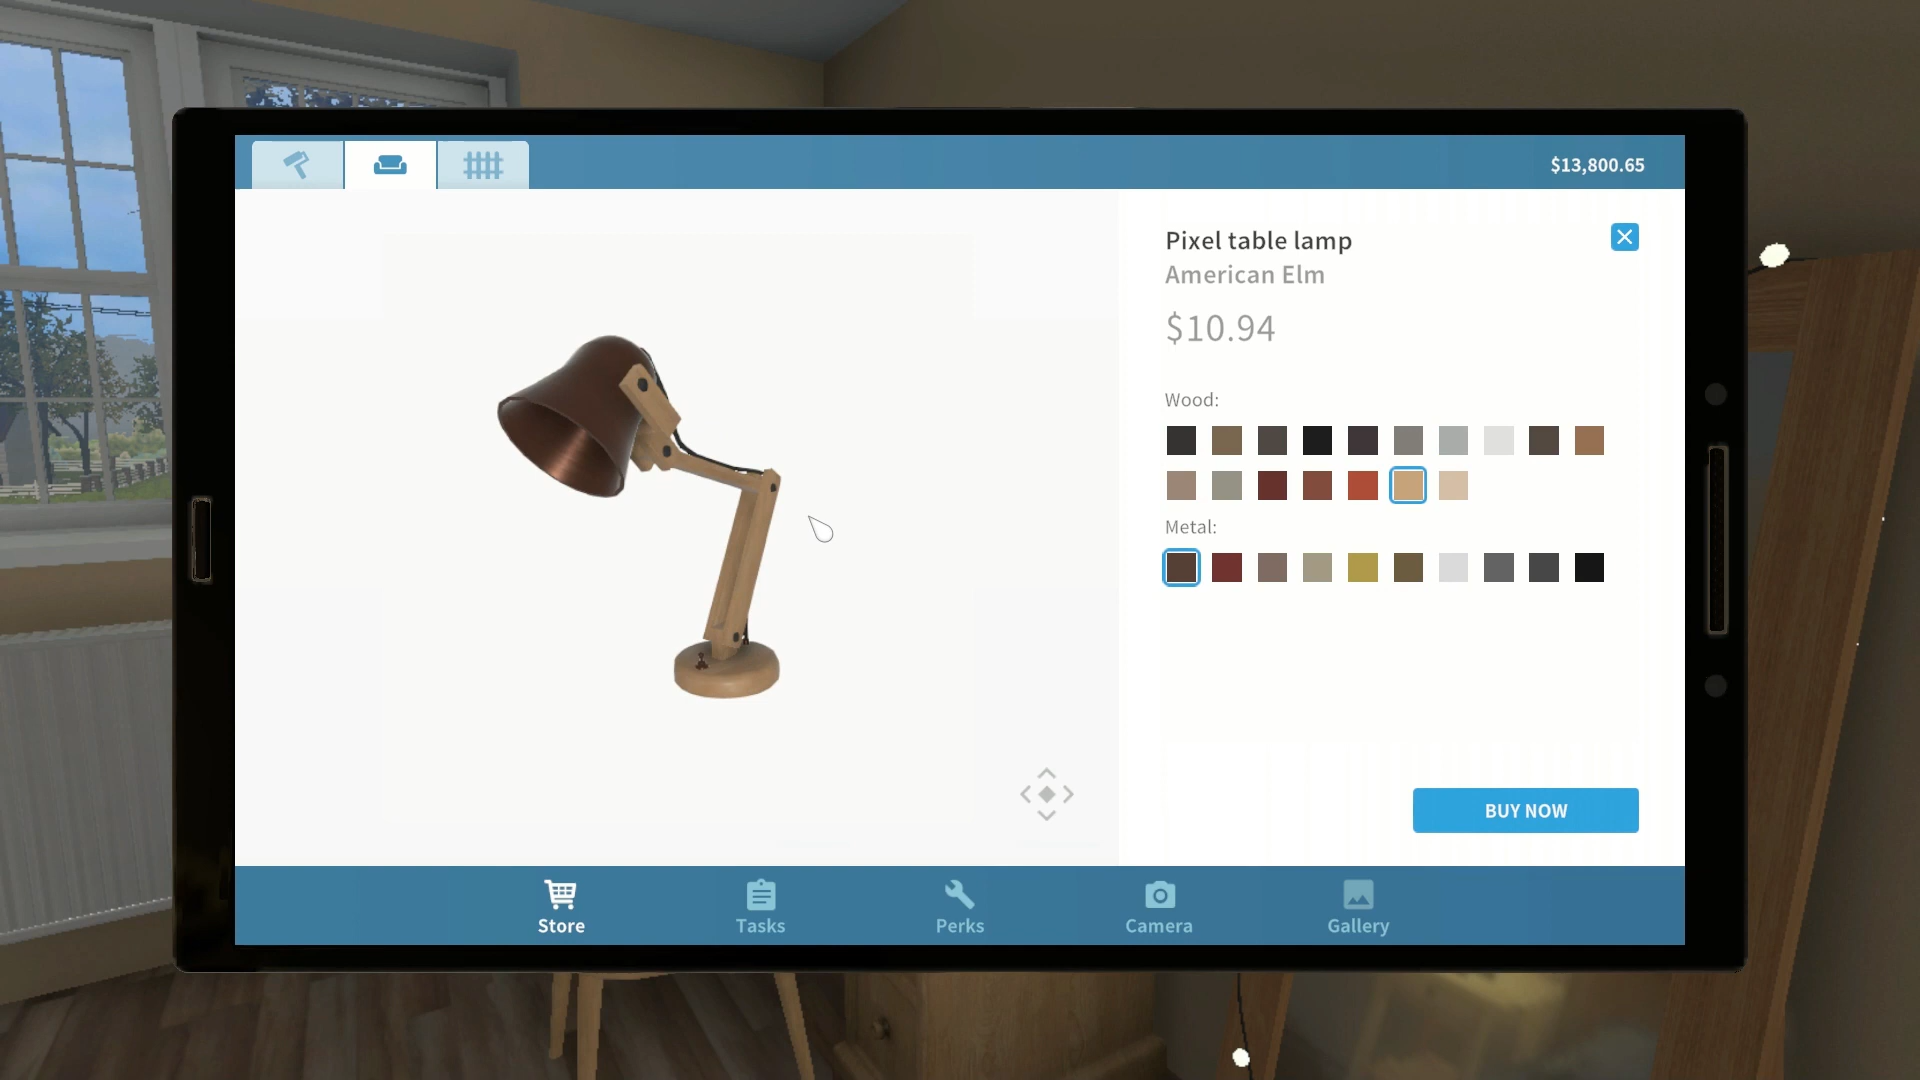 $13,800.65
Pixel table lamp
American Elm
$10.94
Wood:
Metal:
BUY NOW
Store
Tasks
Perks
Camera
Gallery